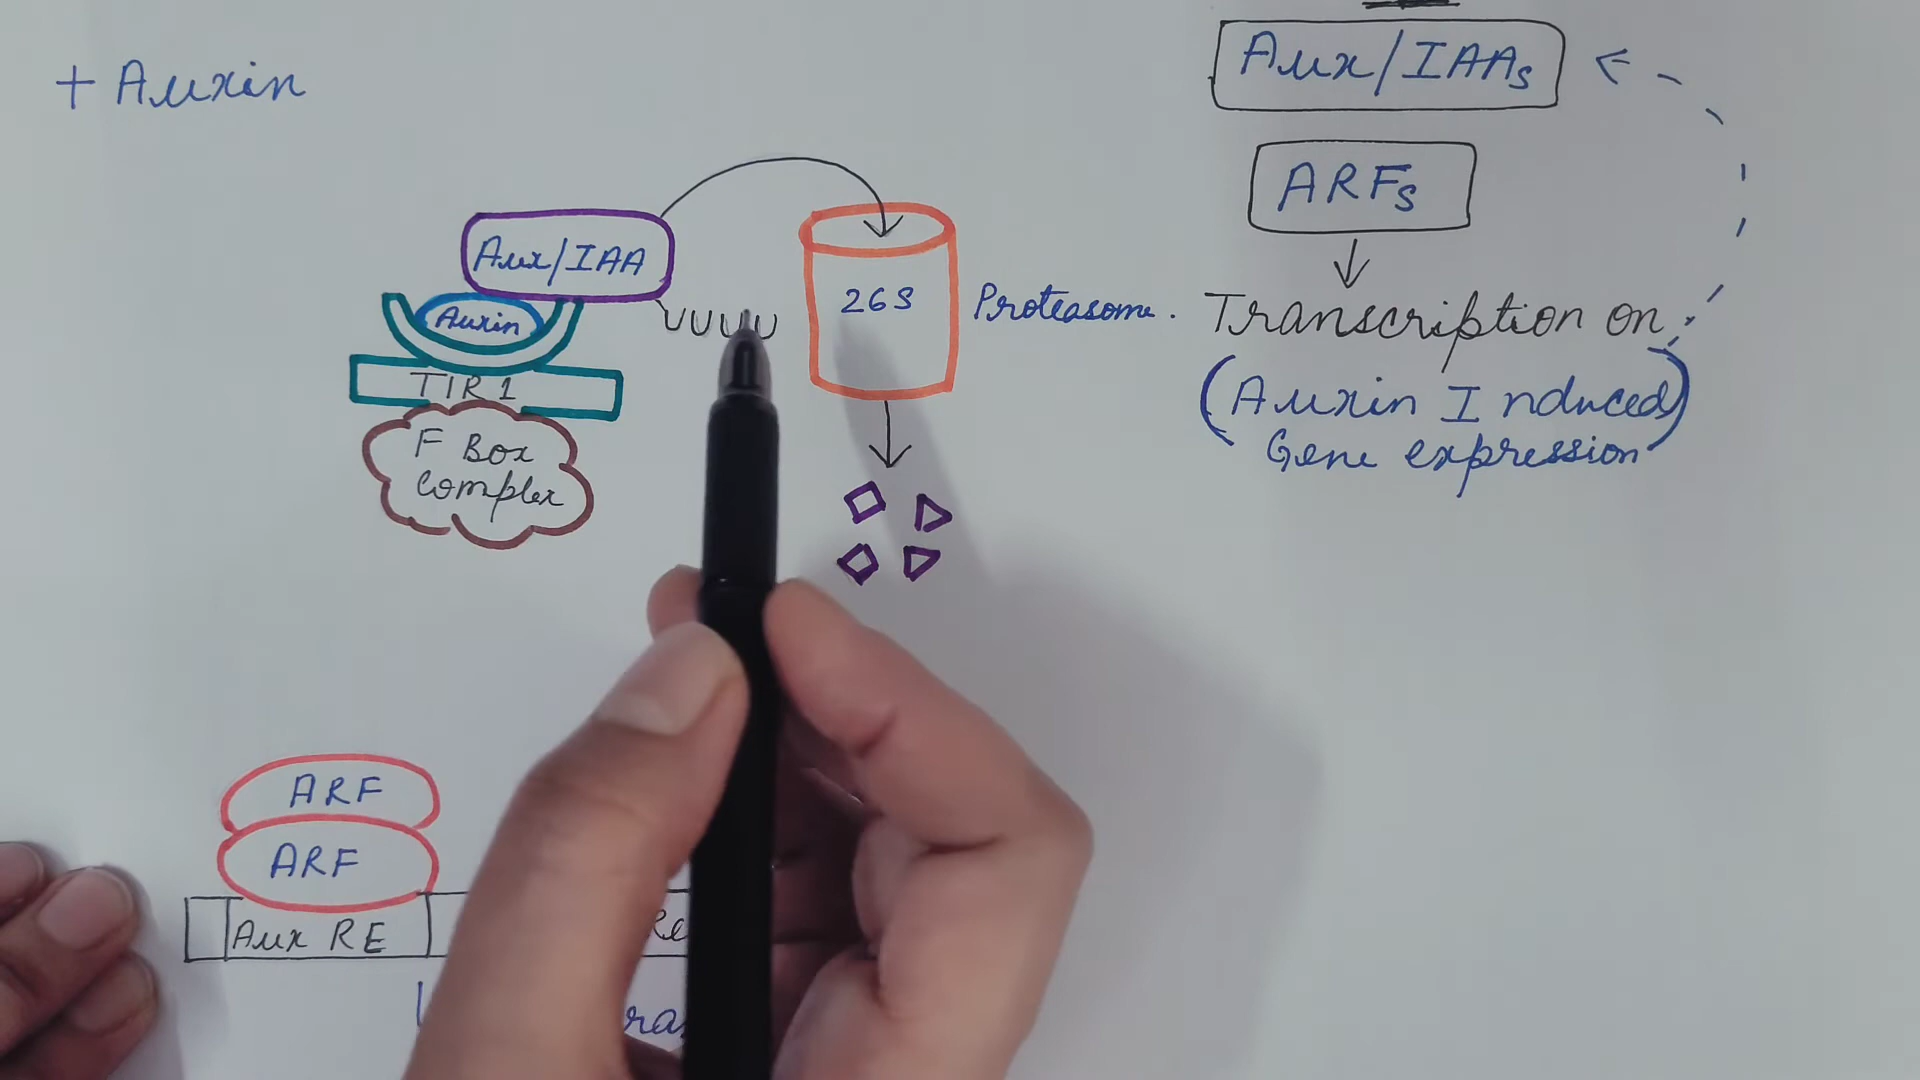 + Auxin
Aux/IAA
Auxin
TIR 1
F Box
Complex
UUUU
26S
Proteasome.
Aux/IAAs
ARFs
Transcription on
(Auxin Induced)
Gene expression
ARF
ARF
Aux RE